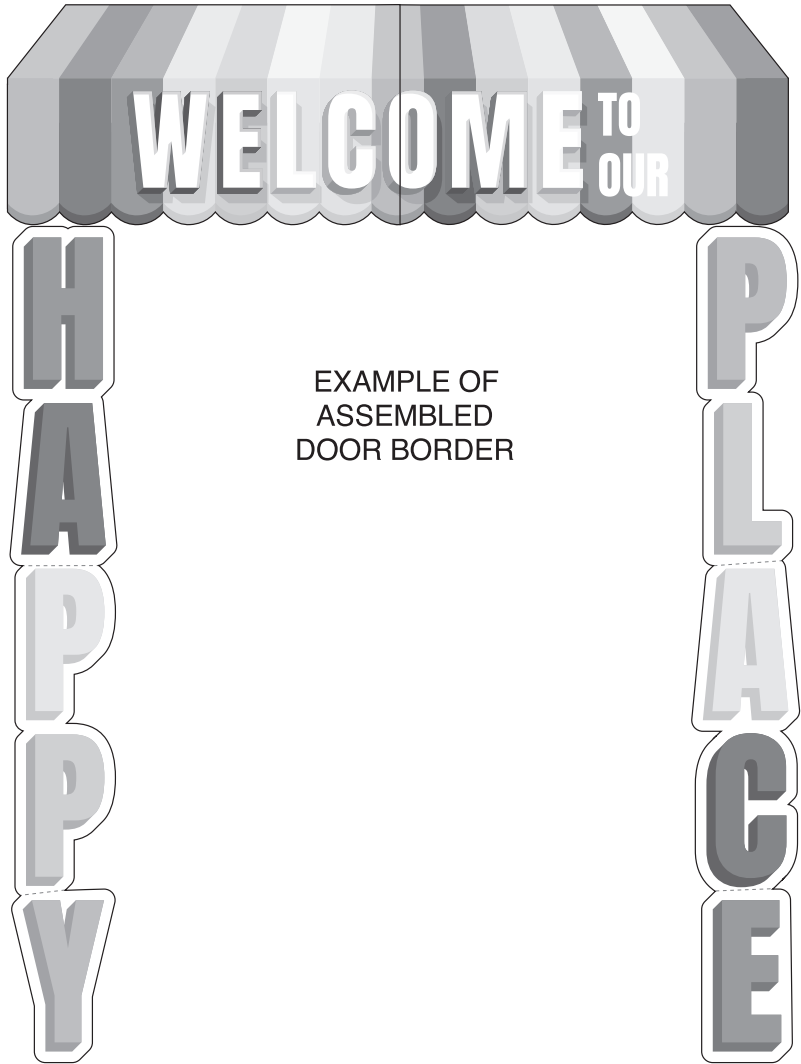 WELCOME TO
OUR
HAPPY
PLACE
EXAMPLE OF
ASSEMBLED
DOOR BORDER